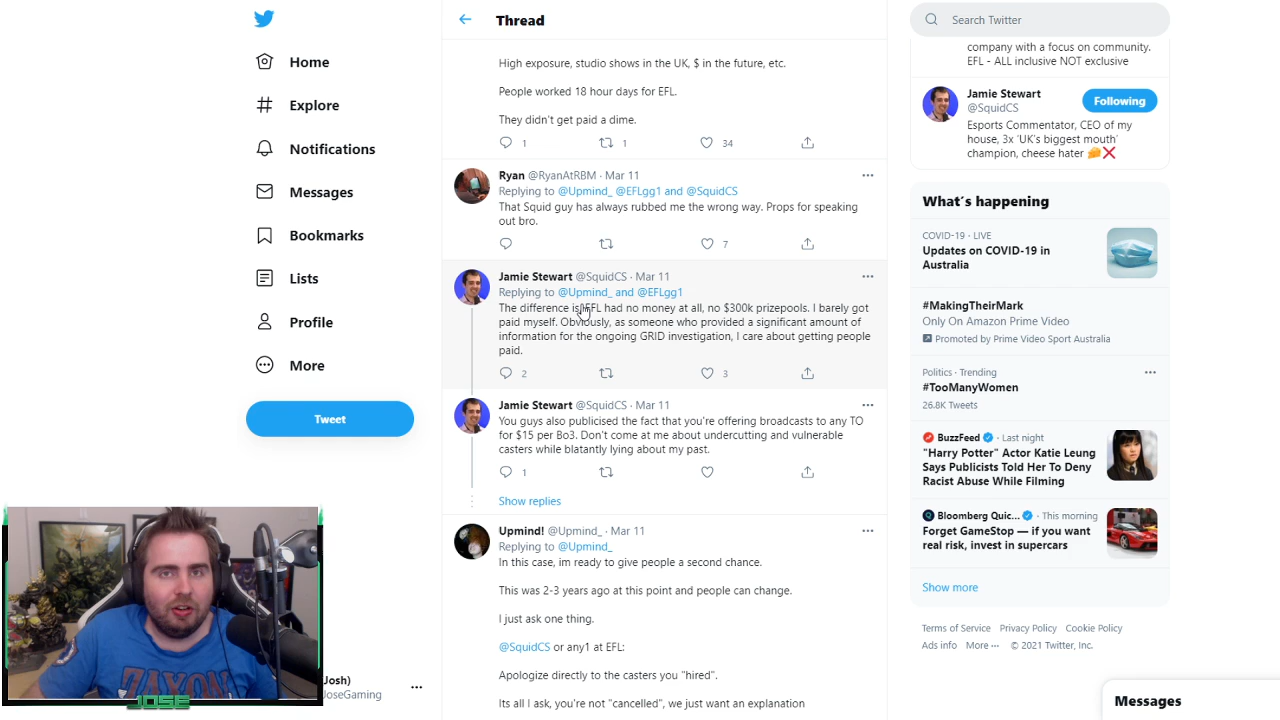 Home
Explore
Notifications
Messages
Bookmarks
Lists
Profile
More
Tweet
Josh)
JoseGaming
JOSE
Thread
High exposure, studio shows in the UK, $ in the future, etc.
People worked 18 hour days for EFL.
They didn't get paid a dime.
1 1 34
Ryan @RyanAtRBM · Mar 11
Replying to @Upmind_ @EFLgg1 and @SquidCS
That Squid guy has always rubbed me the wrong way. Props for speaking
out bro.
7
Jamie Stewart @SquidCS · Mar 11
Replying to @Upmind_ and @EFLgg1
The difference is EFL had no money at all, no $300k prizepools. I barely got
paid myself. Obviously, as someone who provided a significant amount of
information for the ongoing GRID investigation, I care about getting people
paid.
2 3
Jamie Stewart @SquidCS · Mar 11
You guys also publicised the fact that you're offering broadcasts to any TO
for $15 per Bo3. Don't come at me about undercutting and vulnerable
casters while blatantly lying about my past.
1
Show replies
Upmind! @Upmind_ · Mar 11
Replying to @Upmind_
In this case, im ready to give people a second chance.
This was 2-3 years ago at this point and people can change.
I just ask one thing.
@SquidCS or any1 at EFL:
Apologize directly to the casters you "hired".
Its all I ask, you're not "cancelled", we just want an explanation
Search Twitter
company with a focus on community.
EFL - ALL inclusive NOT exclusive
Jamie Stewart
@SquidCS
Following
Esports Commentator, CEO of my
house, 3x 'UK's biggest mouth'
champion, cheese hater 🧀❌
What's happening
COVID-19 · LIVE
Updates on COVID-19 in
Australia
#MakingTheirMark
Only On Amazon Prime Video
Promoted by Prime Video Sport Australia
Politics · Trending
#TooManyWomen
26.8K Tweets
BuzzFeed · Last night
"Harry Potter" Actor Katie Leung
Says Publicists Told Her To Deny
Racist Abuse While Filming
Bloomberg Quic... · This morning
Forget GameStop — if you want
real risk, invest in supercars
Show more
Terms of Service Privacy Policy Cookie Policy
Ads info More ··· © 2021 Twitter, Inc.
Messages